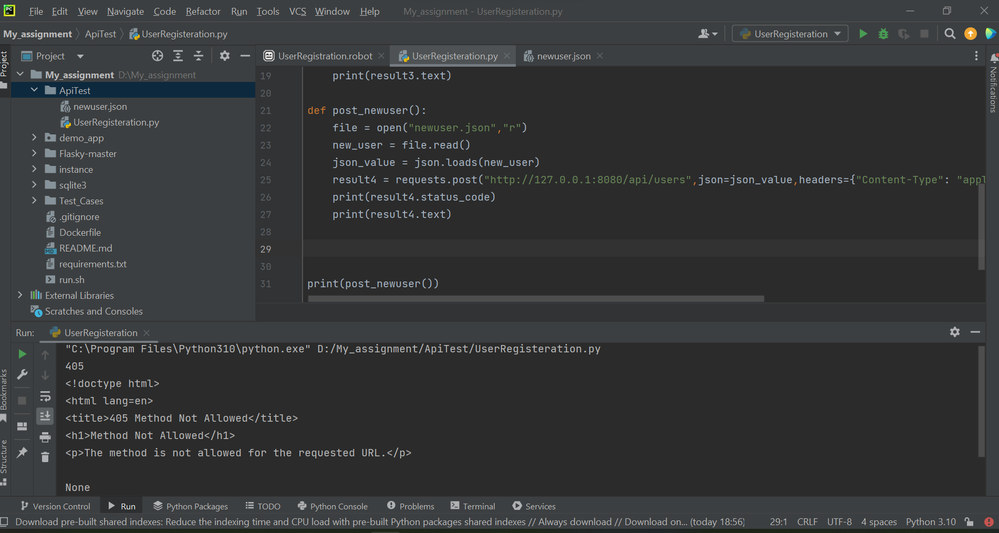 PC File Edit View Navigate Code Refactor Run Tools VCS Window Help My_assignment - UserRegisteration.py
My_assignment ApiTest UserRegisteration.py UserRegisteration
Project
Project
My_assignment D:\My_assignment
ApiTest
newuser.json
UserRegisteration.py
demo_app
Flasky-master
instance
sqlite3
Test_Cases
.gitignore
Dockerfile
MD README.md
requirements.txt
run.sh
External Libraries
Scratches and Consoles
UserRegistration.robot UserRegisteration.py newuser.json
Notifications
19 print(result3.text)
20
21 def post_newuser():
22 file = open("newuser.json","r")
23 new_user = file.read()
24 json_value = json.loads(new_user)
25 result4 = requests.post("http://127.0.0.1:8080/api/users",json=json_value,headers={"Content-Type": "appl
26 print(result4.status_code)
27 print(result4.text)
28
29
30
31 print(post_newuser())
Run: UserRegisteration
"C:\Program Files\Python310\python.exe" D:/My_assignment/ApiTest/UserRegisteration.py
405
<!doctype html>
<html lang=en>
<title>405 Method Not Allowed</title>
<h1>Method Not Allowed</h1>
<p>The method is not allowed for the requested URL.</p>
None
Bookmarks
Structure
Version Control Run Python Packages TODO Python Console Problems Terminal Services
Download pre-built shared indexes: Reduce the indexing time and CPU load with pre-built Python packages shared indexes // Always download // Download on... (today 18:56) 29:1 CRLF UTF-8 4 spaces Python 3.10